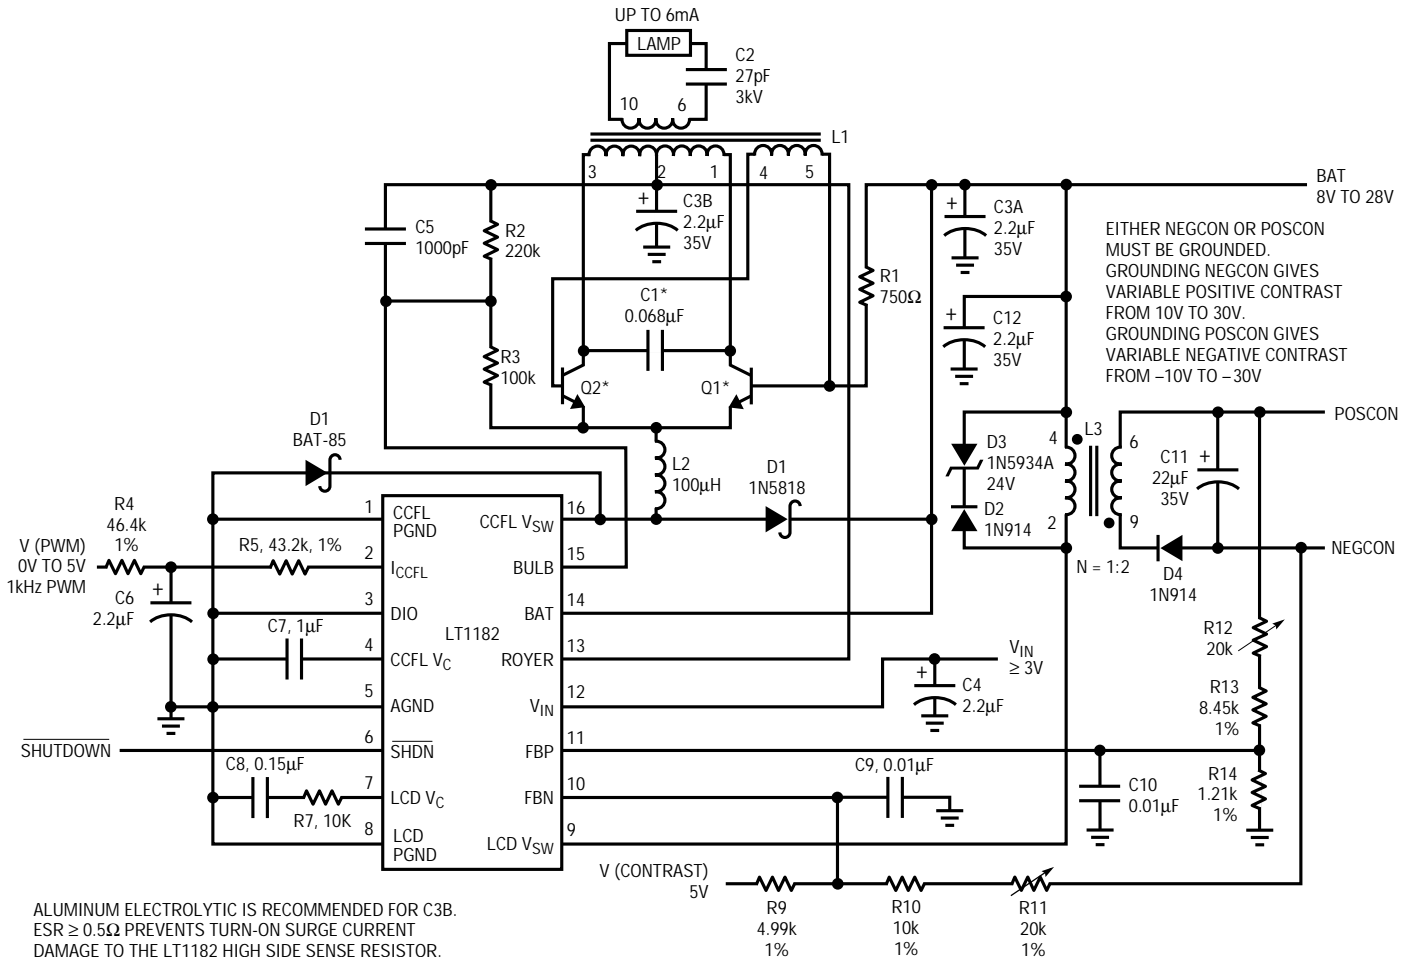 UP TO 6mA
LAMP
C2
27pF
3kV
10
6
L1
3
2
1
4
5
BAT
8V TO 28V
C5
1000pF
R2
220k
C3B
+
2.2µF
35V
R1
750Ω
C3A
+
2.2µF
35V
EITHER NEGCON OR POSCON
MUST BE GROUNDED.
GROUNDING NEGCON GIVES
VARIABLE POSITIVE CONTRAST
FROM 10V TO 30V.
GROUNDING POSCON GIVES
VARIABLE NEGATIVE CONTRAST
FROM –10V TO –30V
C1*
0.068µF
C12
+
2.2µF
35V
R3
100k
Q2*
Q1*
D1
BAT-85
L2
100µH
D1
1N5818
D3
1N5934A
24V
D2
1N914
4
L3
6
2
9
N = 1:2
C11
+
22µF
35V
POSCON
NEGCON
D4
1N914
R4
46.4k
1%
V (PWM)
0V TO 5V
1kHz PWM
R5, 43.2k, 1%
C6
+
2.2µF
C7, 1µF
SHUTDOWN
C8, 0.15µF
R7, 10K
1
CCFL
PGND
2
ICCFL
3
DIO
4
CCFL VC
5
AGND
6
SHDN
7
LCD VC
8
LCD
PGND
LT1182
16
CCFL VSW
15
BULB
14
BAT
13
ROYER
12
VIN
11
FBP
10
FBN
9
LCD VSW
VIN
≥ 3V
C4
+
2.2µF
C9, 0.01µF
C10
0.01µF
R12
20k
R13
8.45k
1%
R14
1.21k
1%
V (CONTRAST)
5V
R9
4.99k
1%
R10
10k
1%
R11
20k
1%
ALUMINUM ELECTROLYTIC IS RECOMMENDED FOR C3B.
ESR ≥ 0.5Ω PREVENTS TURN-ON SURGE CURRENT
DAMAGE TO THE LT1182 HIGH SIDE SENSE RESISTOR.